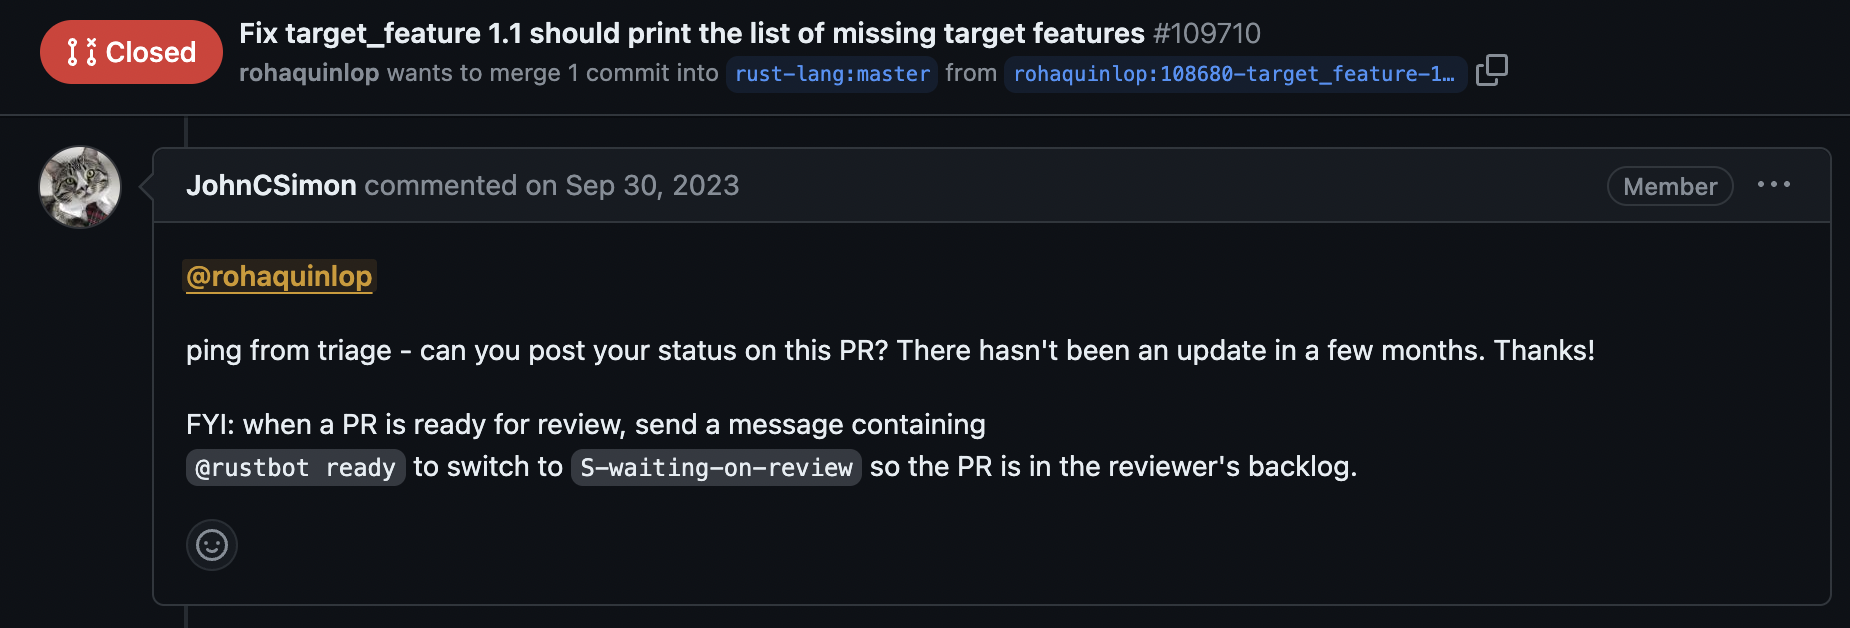 Closed
Fix target_feature 1.1 should print the list of missing target features #109710
rohaquinlop wants to merge 1 commit into rust-lang:master from rohaquinlop:108680-target_feature-1…
JohnCSimon commented on Sep 30, 2023
Member
@rohaquinlop
ping from triage - can you post your status on this PR? There hasn't been an update in a few months. Thanks!
FYI: when a PR is ready for review, send a message containing
@rustbot ready to switch to S-waiting-on-review so the PR is in the reviewer's backlog.